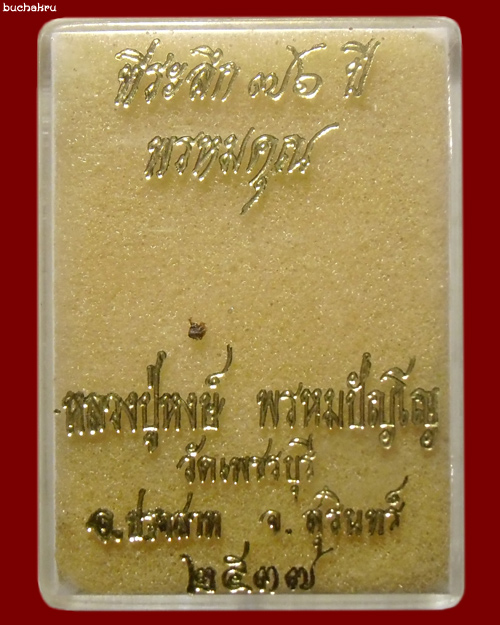 buchakru
ที่ระลึก ๗๖ ปี
พรหมคุณ
หลวงปู่หงษ์ พรหมปัญโญ
วัดเพชรบุรี
อ.ปราสาท จ.สุรินทร์
๒๕๓๗